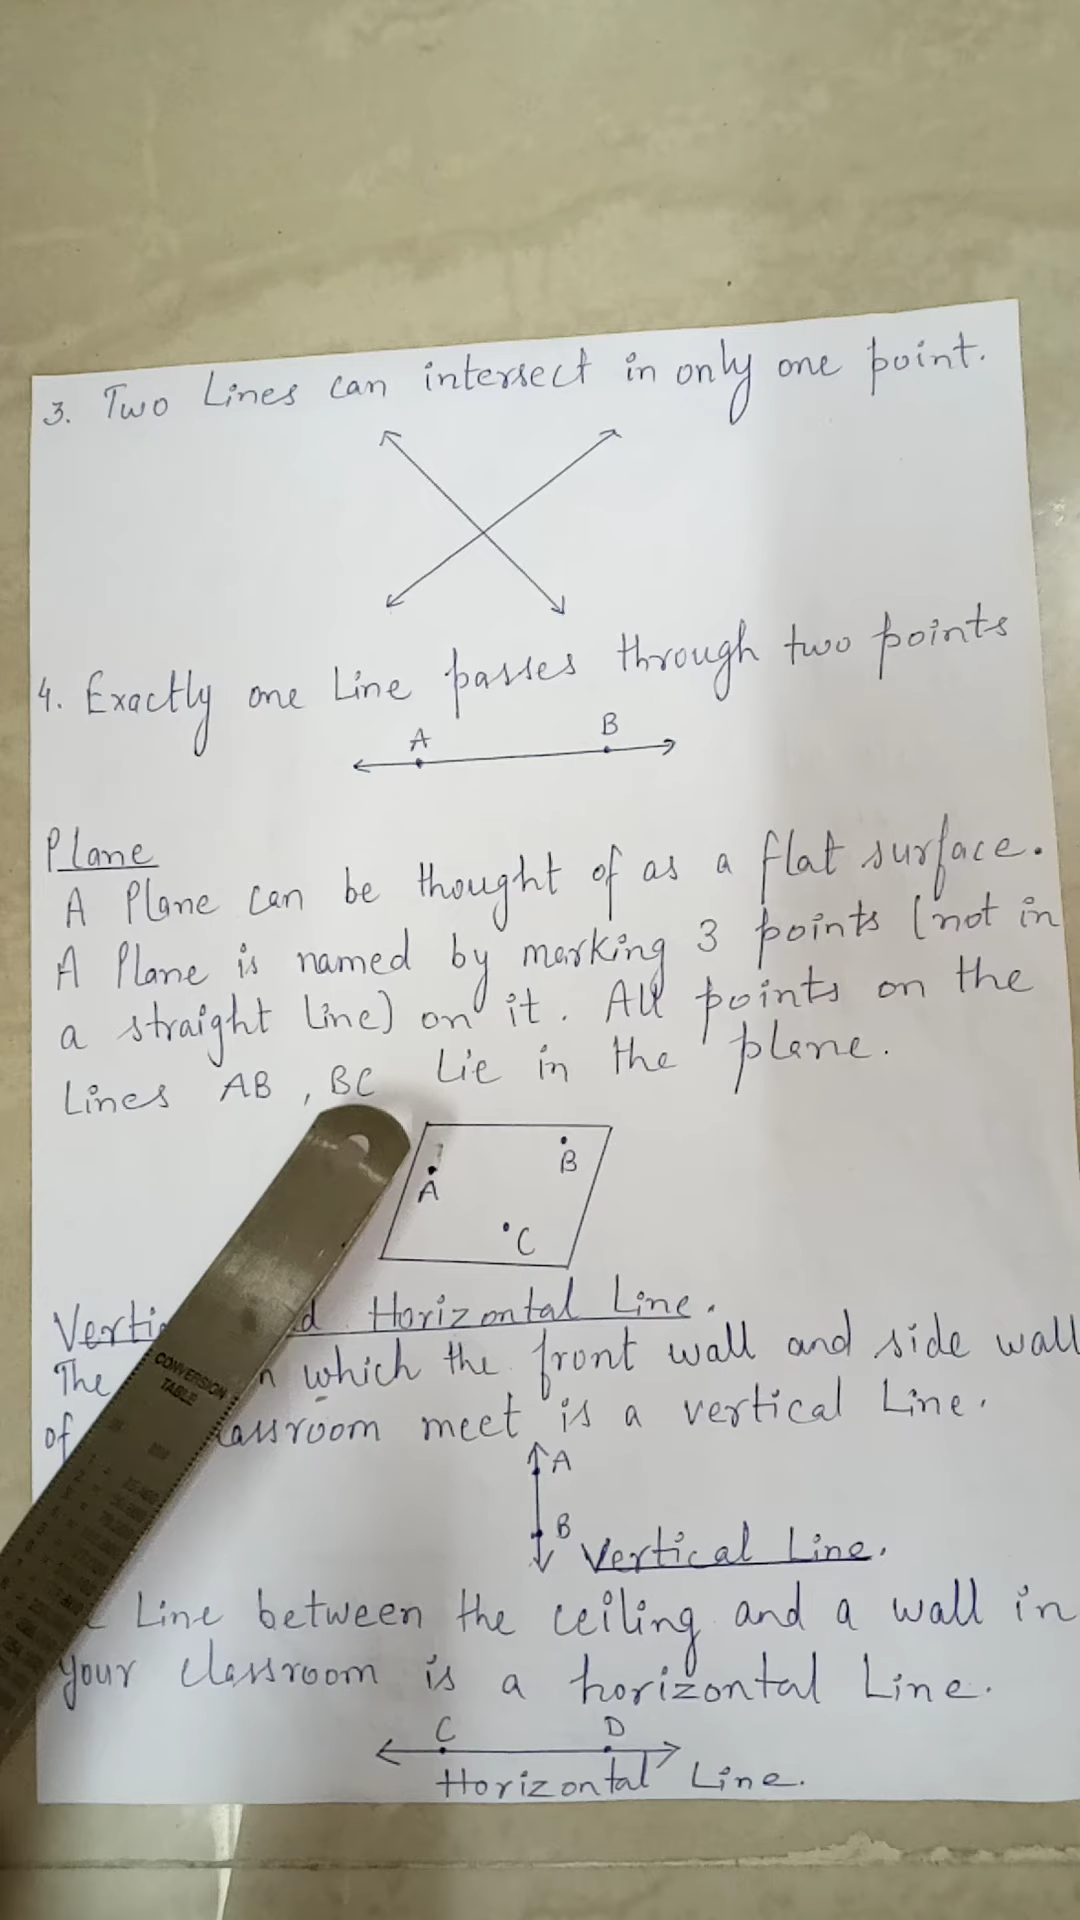 3. Two Lines can intersect in only one point.
4. Exactly one Line passes through two points
A B
Plane
A Plane can be thought of as a flat surface.
A Plane is named by marking 3 points (not in
a straight Line) on it. All points on the
Lines AB, BC Lie in the plane.
B
A
C
Horizontal Line.
The which the front wall and side wall
of meet is a vertical Line.
A
B
Vertical Line.
Line between the ceiling and a wall in
your classroom is a horizontal Line.
C D
Horizontal Line.
CONVERSION
TABLE